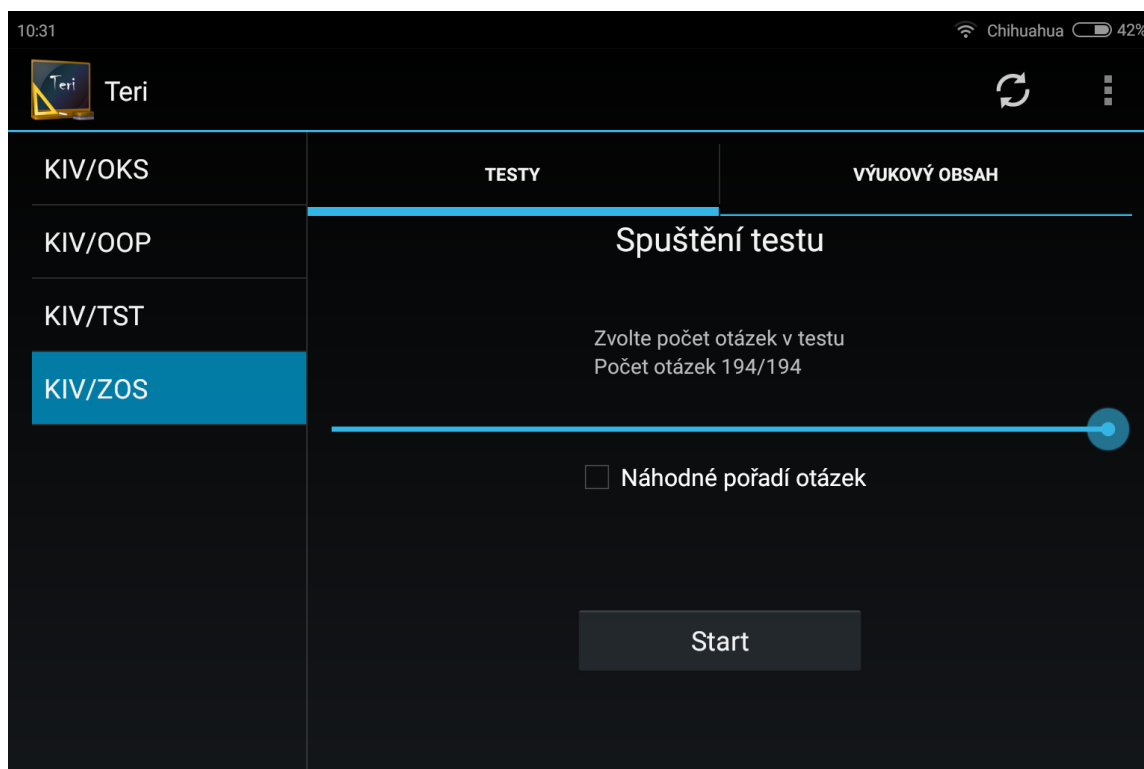 10:31 Chihuahua 42%
Teri Teri
KIV/OKS
KIV/OOP
KIV/TST
KIV/ZOS
TESTY VÝUKOVÝ OBSAH
Spuštění testu
Zvolte počet otázek v testu
Počet otázek 194/194
Náhodné pořadí otázek
Start